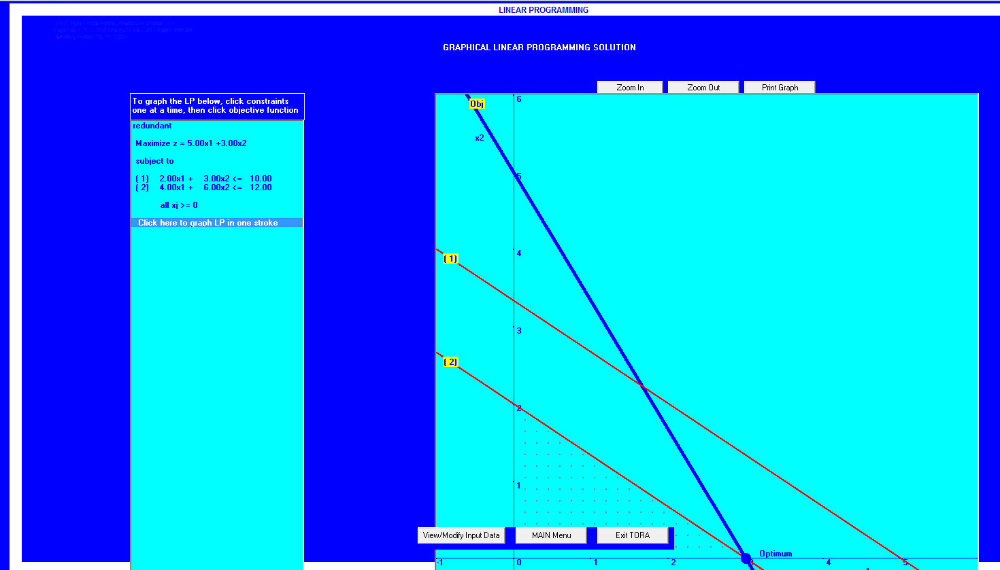 LINEAR PROGRAMMING
GRAPHICAL LINEAR PROGRAMMING SOLUTION
Zoom In Zoom Out Print Graph
To graph the LP below, click constraints
one at a time, then click objective function
redundant
Maximize z = 5.00x1 +3.00x2
subject to
( 1) 2.00x1 + 3.00x2 <= 10.00
( 2) 4.00x1 + 6.00x2 <= 12.00
all xj >= 0
Click here to graph LP in one stroke
6
Obj
x2
5
4
( 1)
3
( 2)
2
1
View/Modify Input Data MAIN Menu Exit TORA
Optimum
-1 0 1 2 3 4 5